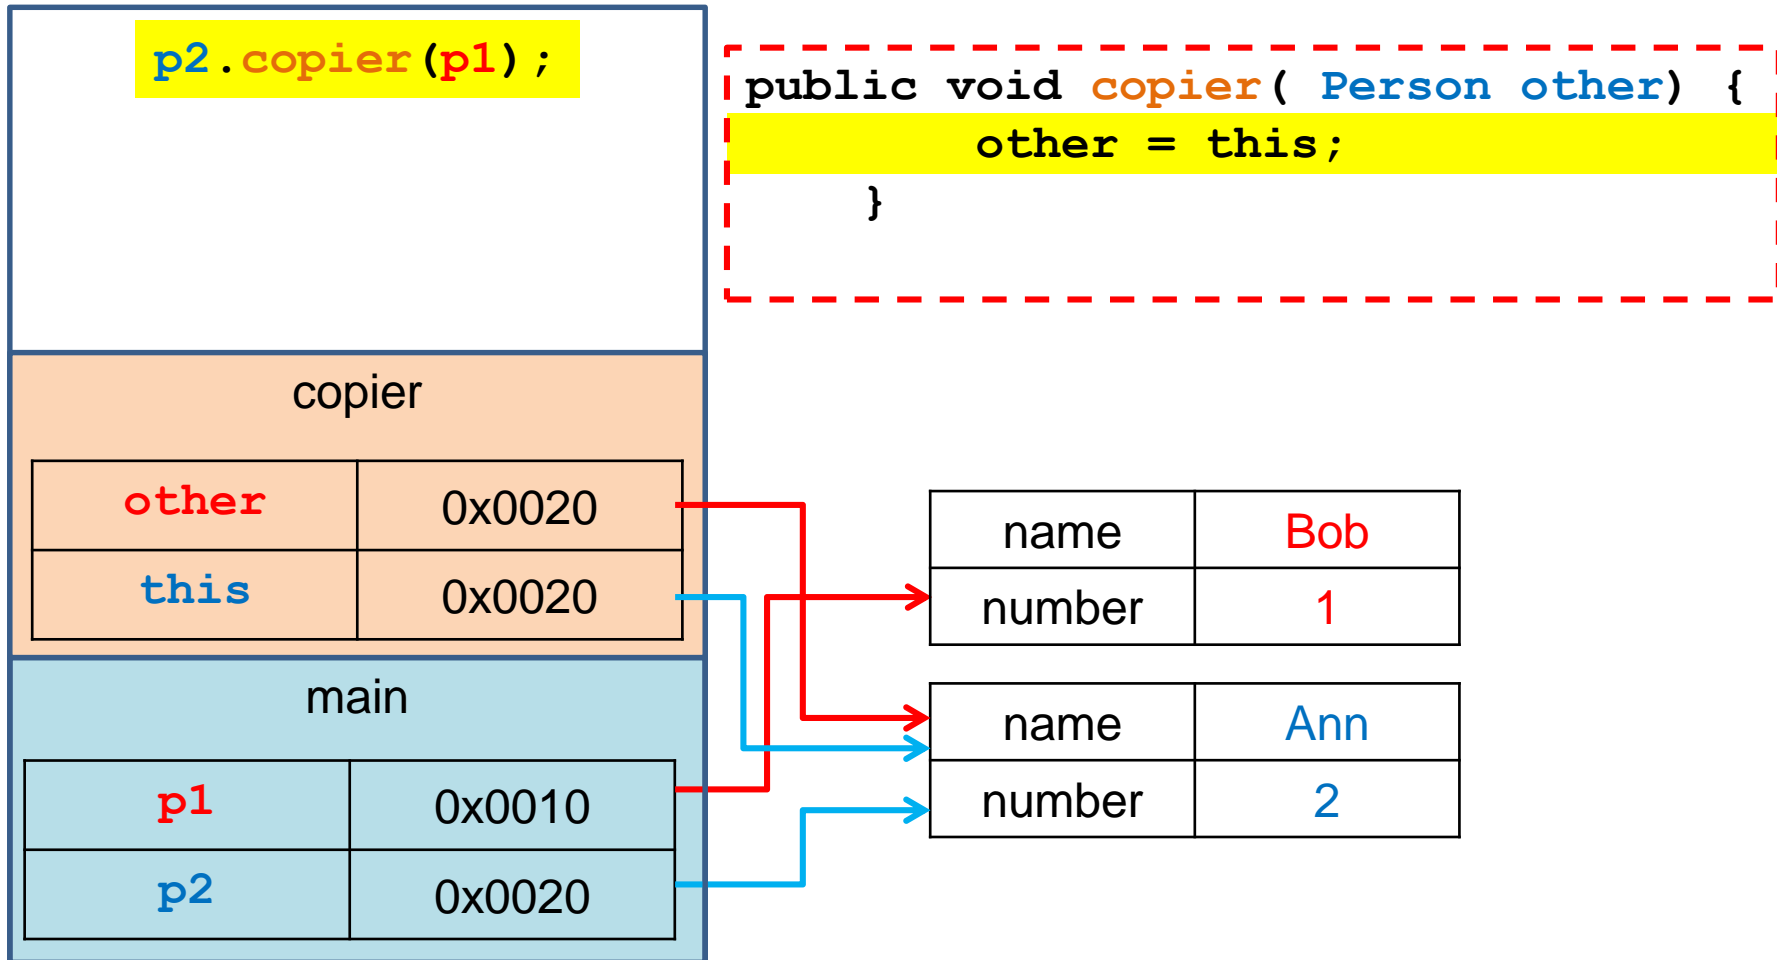 p2.copier(p1);
public void copier( Person other) {
other = this;
}
copier
other 0x0020
this 0x0020
main
p1 0x0010
p2 0x0020
name Bob
number 1
name Ann
number 2